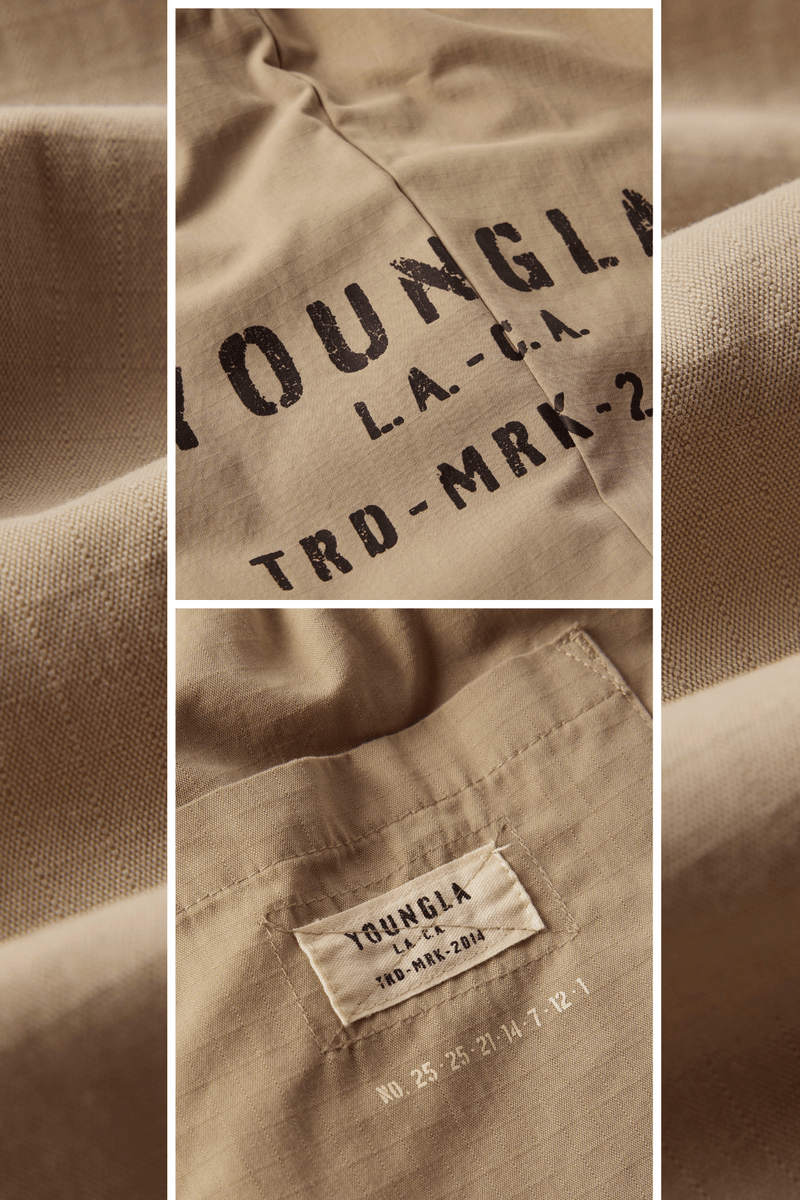 YOUNGLA
L.A.-C.A.
TRD-MRK-2
YOUNGLA
L.A.-C.A.
TRD-MRK-2014
NO. 25·25·21·14·7·12·1